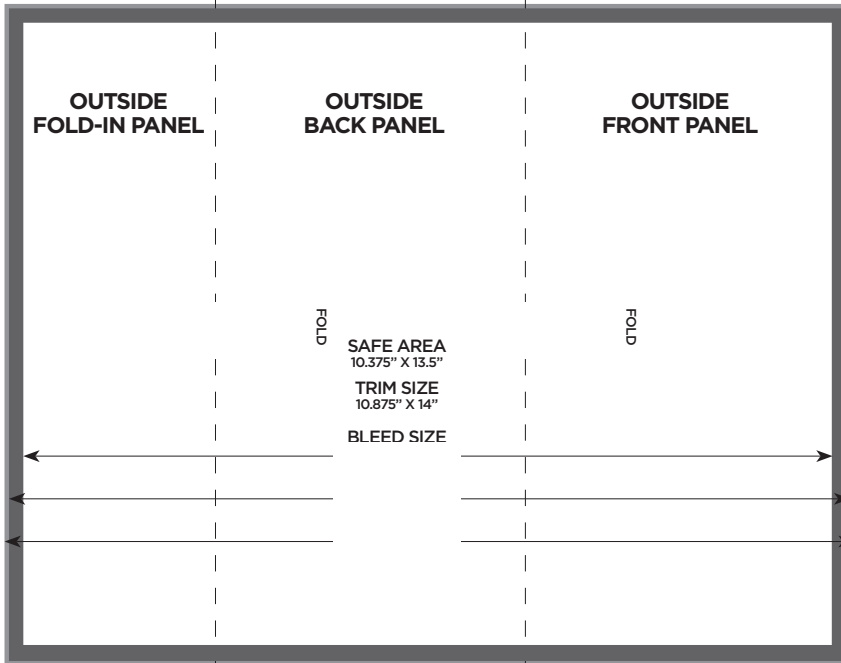 OUTSIDE
FOLD-IN PANEL
OUTSIDE
BACK PANEL
OUTSIDE
FRONT PANEL
FOLD
FOLD
SAFE AREA
10.375” X 13.5”
TRIM SIZE
10.875” X 14”
BLEED SIZE